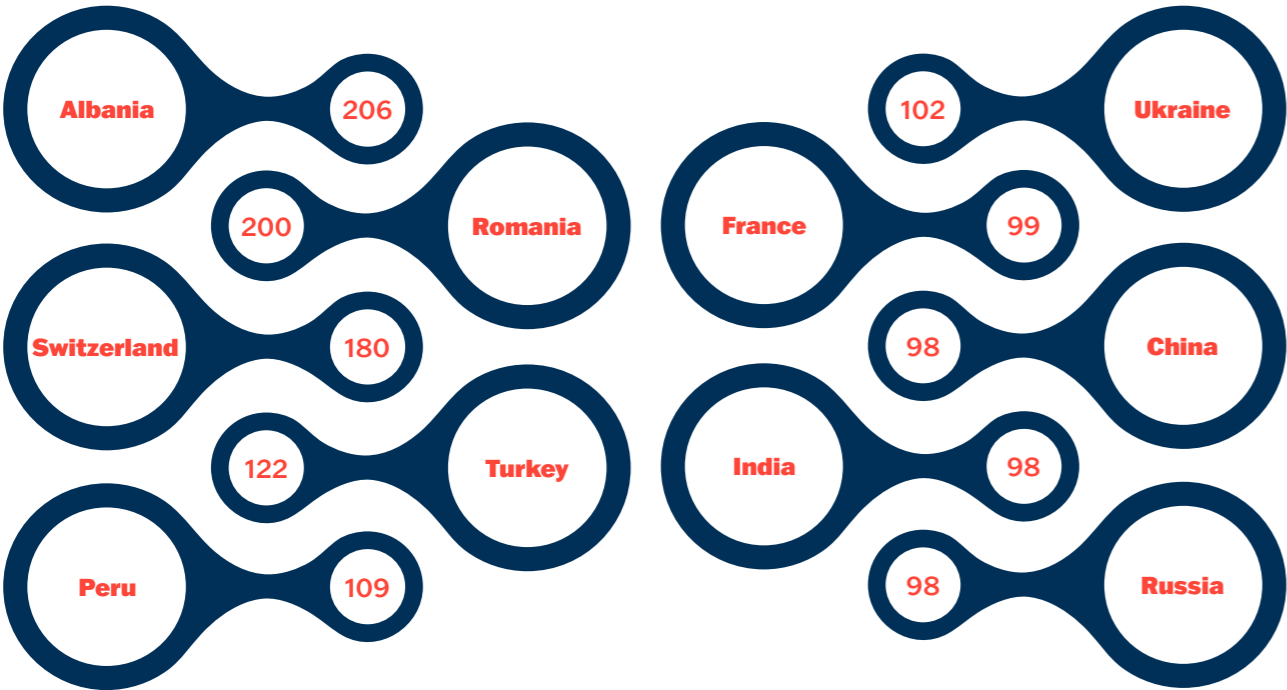 Albania
206
200
Romania
Switzerland
180
122
Turkey
Peru
109
102
Ukraine
France
99
98
China
India
98
98
Russia